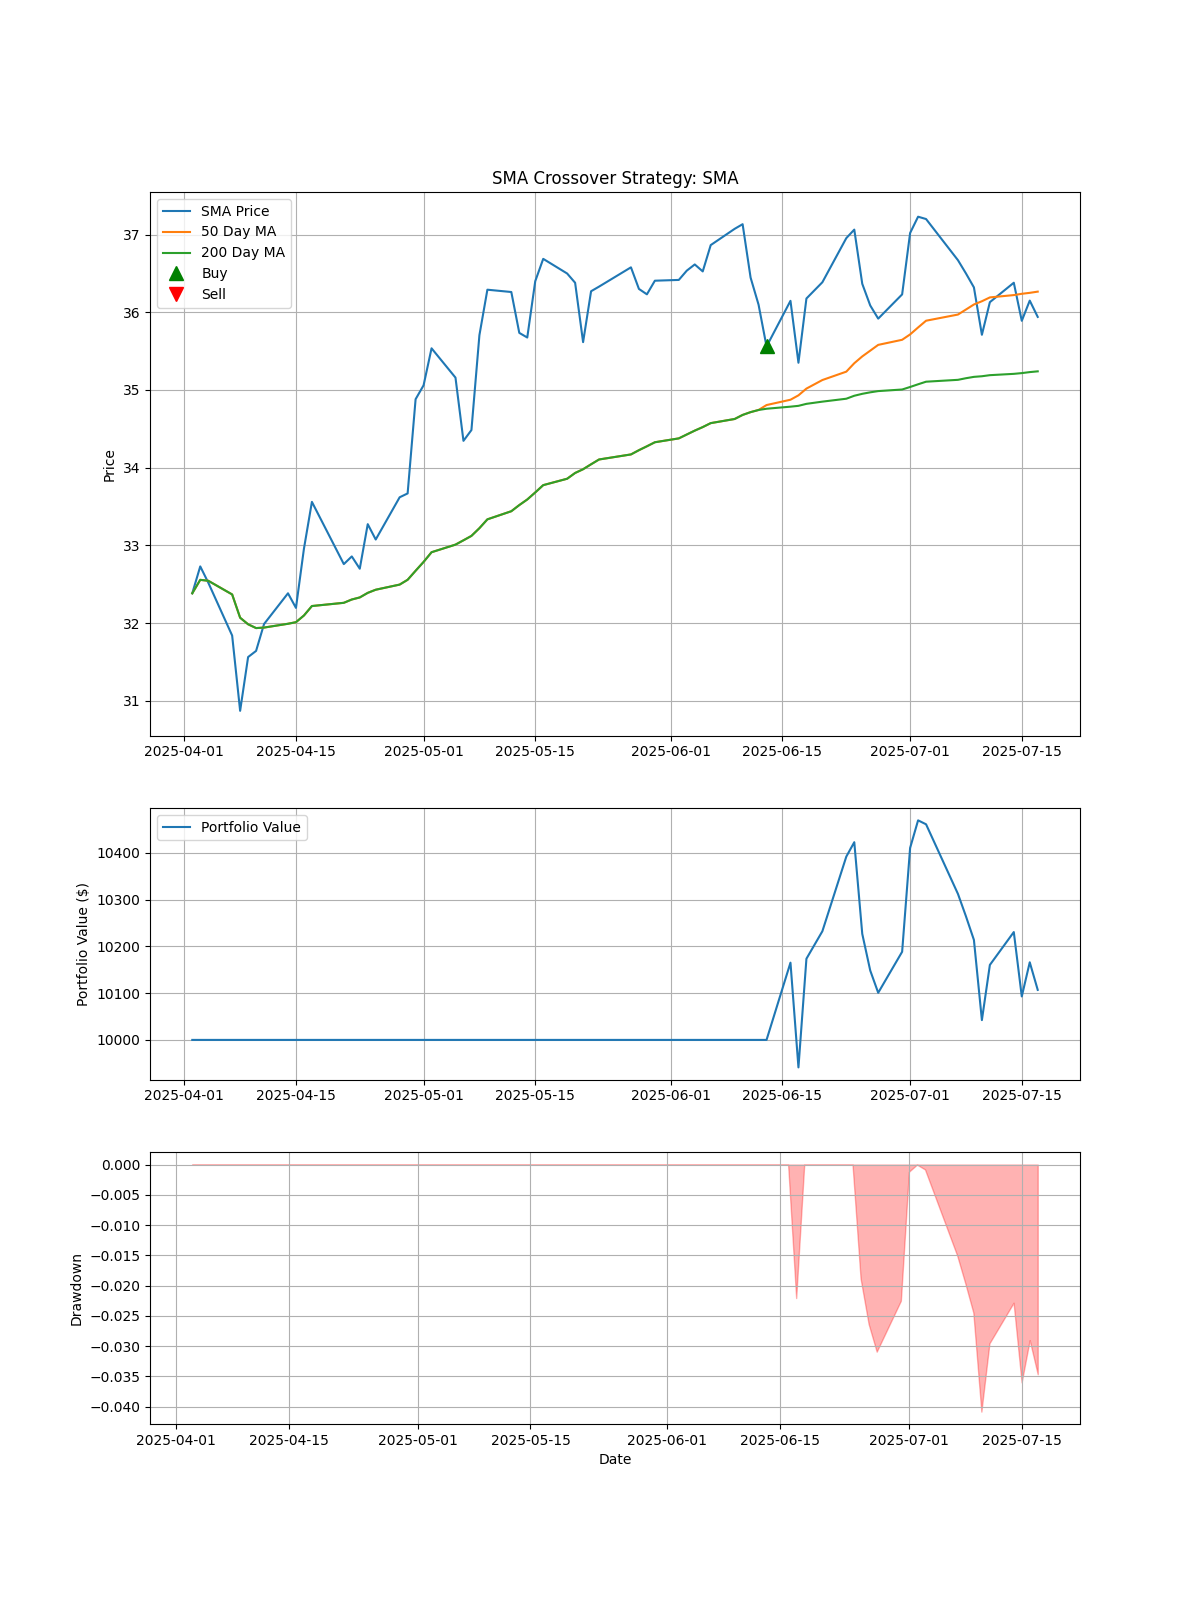 SMA Crossover Strategy: SMA
SMA Price
50 Day MA
200 Day MA
Buy
Sell
Price
37
36
35
34
33
32
31
2025-04-01 2025-04-15 2025-05-01 2025-05-15 2025-06-01 2025-06-15 2025-07-01 2025-07-15
Portfolio Value
Portfolio Value ($)
10400
10300
10200
10100
10000
2025-04-01 2025-04-15 2025-05-01 2025-05-15 2025-06-01 2025-06-15 2025-07-01 2025-07-15
Drawdown
0.000
−0.005
−0.010
−0.015
−0.020
−0.025
−0.030
−0.035
−0.040
2025-04-01 2025-04-15 2025-05-01 2025-05-15 2025-06-01 2025-06-15 2025-07-01 2025-07-15
Date